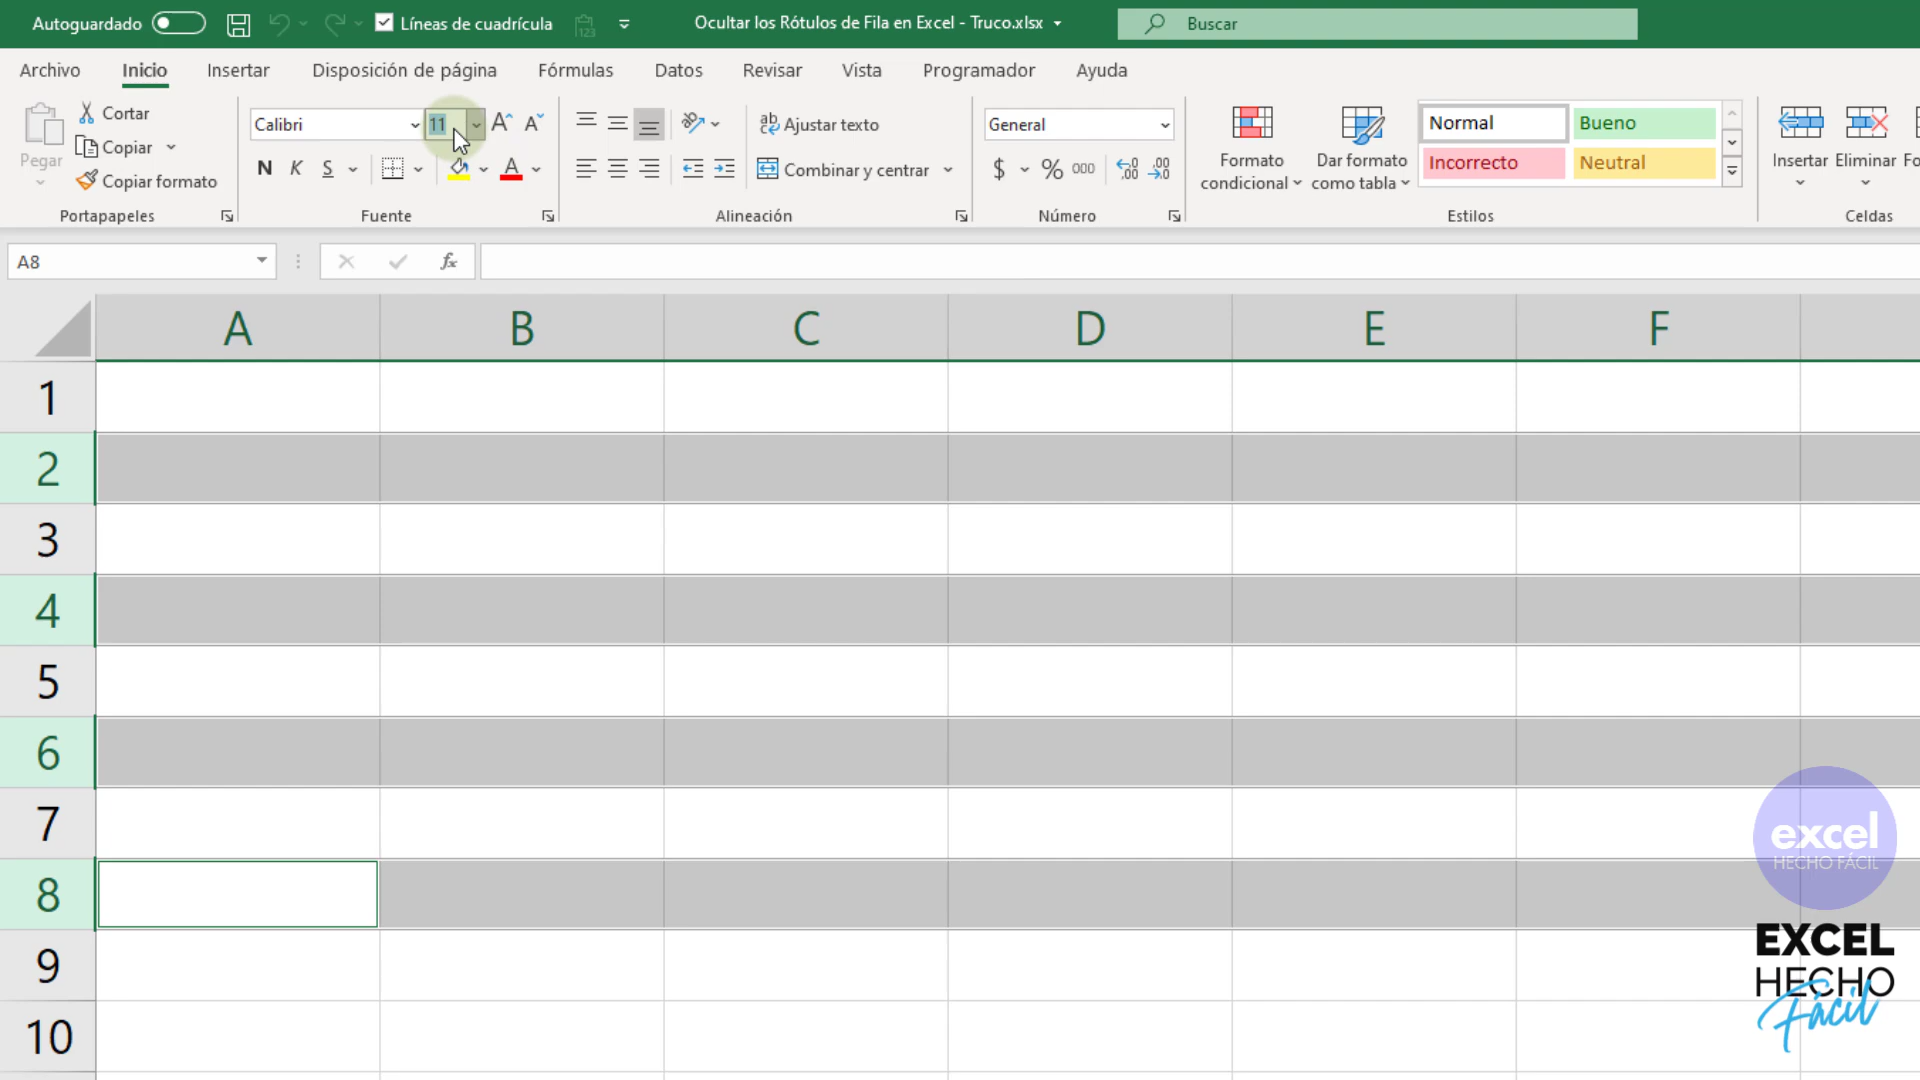 Autoguardado
Líneas de cuadrícula
Ocultar los Rótulos de Fila en Excel - Truco.xlsx
Buscar
Archivo Inicio Insertar Disposición de página Fórmulas Datos Revisar Vista Programador Ayuda
Pegar
Cortar
Copiar
Copiar formato
Portapapeles
Calibri 11
N K S
Fuente
Ajustar texto
Combinar y centrar
Alineación
General
$ % 000
Número
Formato condicional
Dar formato como tabla
Normal Bueno
Incorrecto Neutral
Estilos
Insertar Eliminar Fo
Celdas
A8
fx
A B C D E F
1
2
3
4
5
6
7
8
9
10
excel
HECHO FÁCIL
EXCEL
HECHO
Fácil